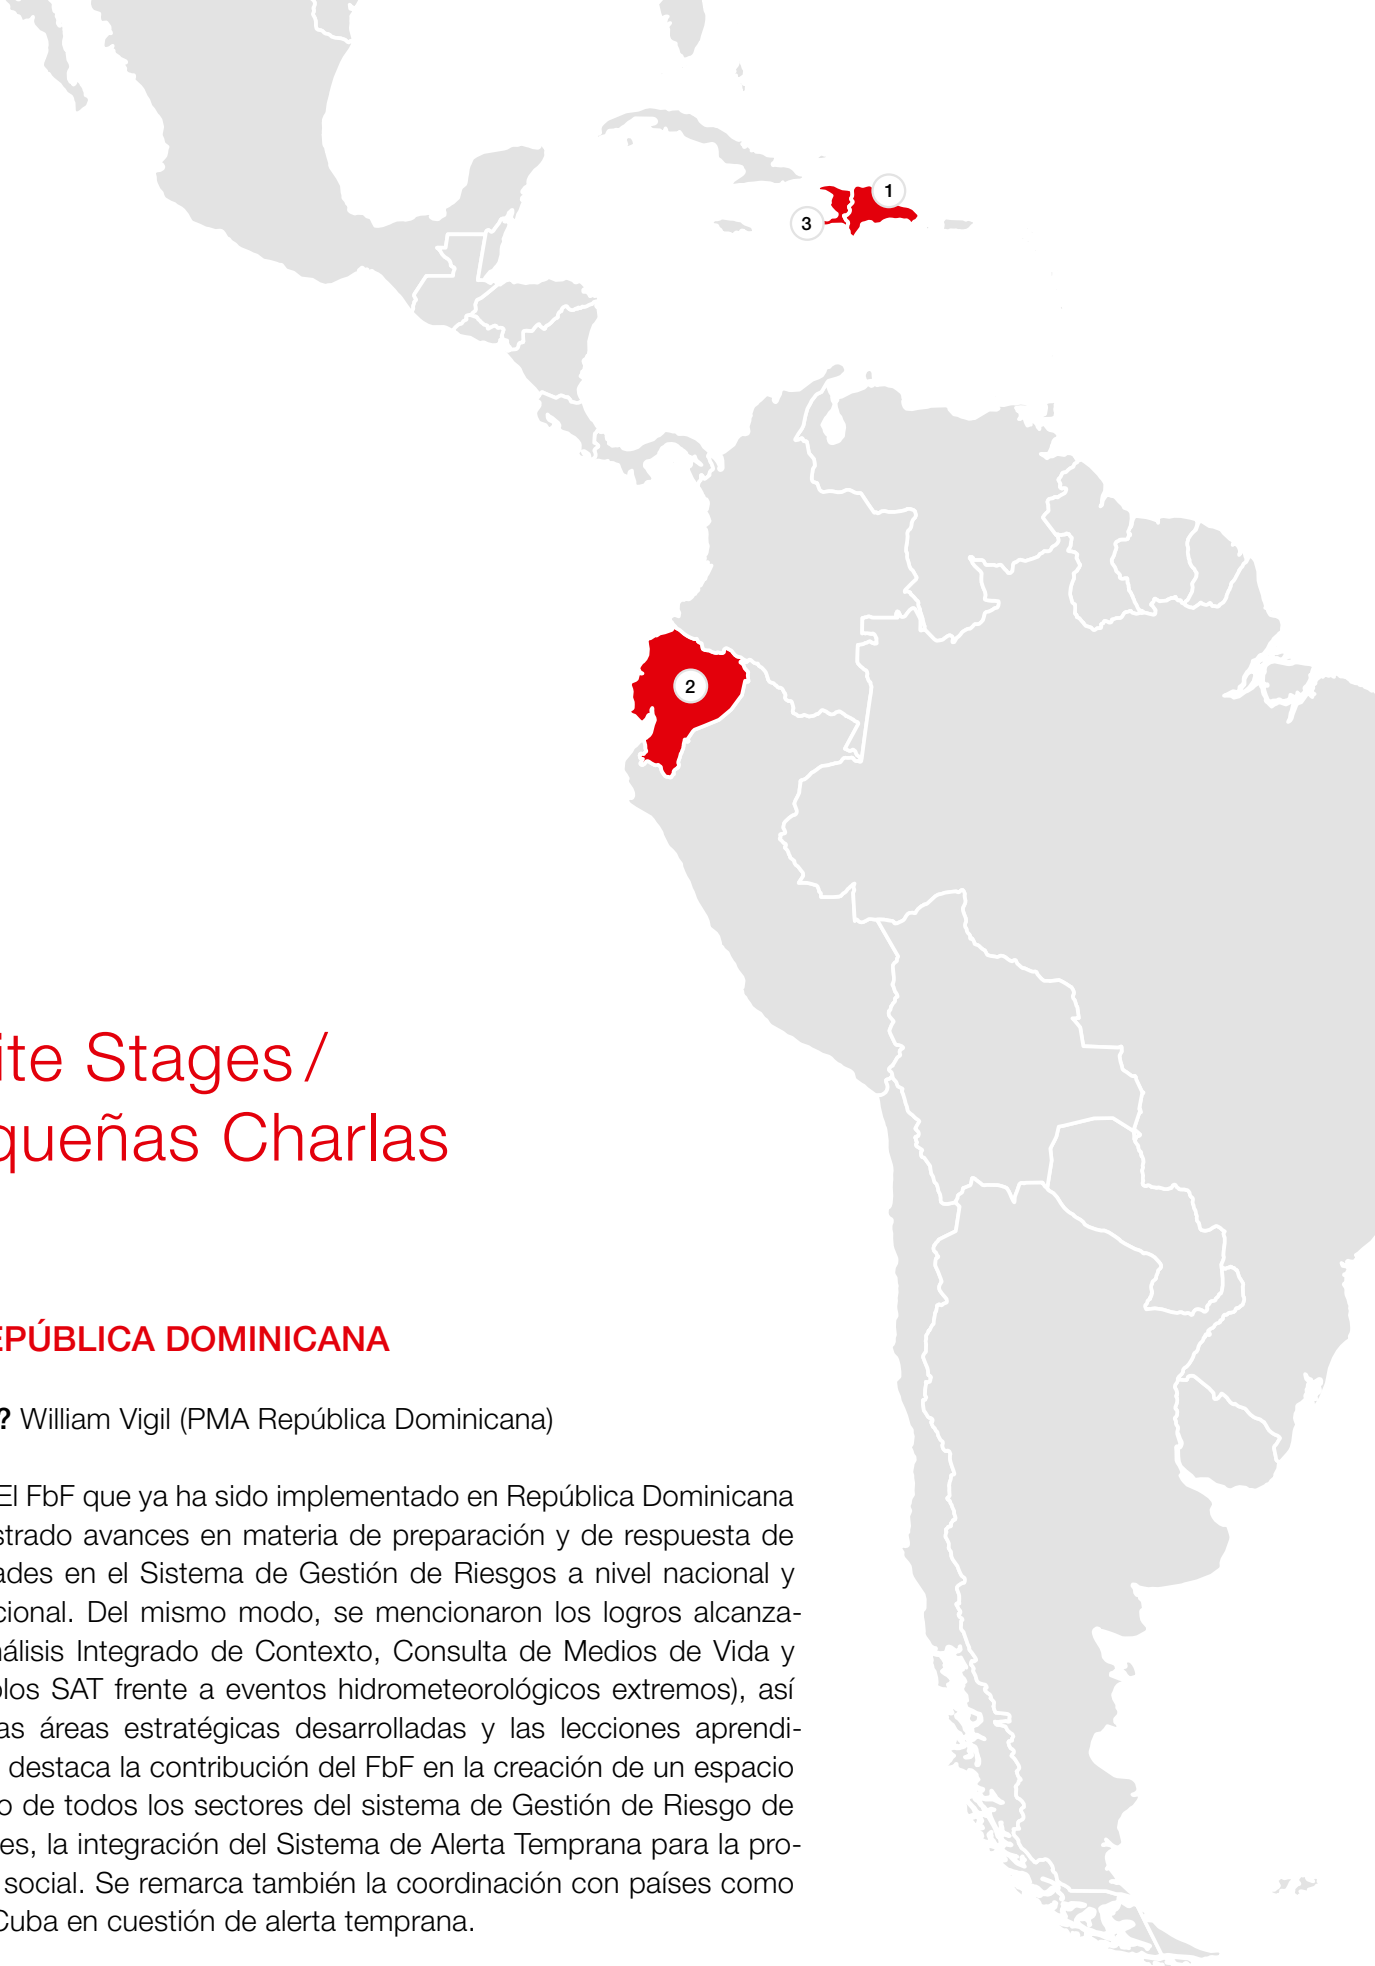 1
3
2
ite Stages /
queñas Charlas
EPÚBLICA DOMINICANA
? William Vigil (PMA República Dominicana)
El FbF que ya ha sido implementado en República Dominicana
strado avances en materia de preparación y de respuesta de
ades en el Sistema de Gestión de Riesgos a nivel nacional y
cional. Del mismo modo, se mencionaron los logros alcanza-
nálisis Integrado de Contexto, Consulta de Medios de Vida y
olos SAT frente a eventos hidrometeorológicos extremos), así
as áreas estratégicas desarrolladas y las lecciones aprendi-
destaca la contribución del FbF en la creación de un espacio
o de todos los sectores del sistema de Gestión de Riesgo de
es, la integración del Sistema de Alerta Temprana para la pro-
social. Se remarca también la coordinación con países como
Cuba en cuestión de alerta temprana.